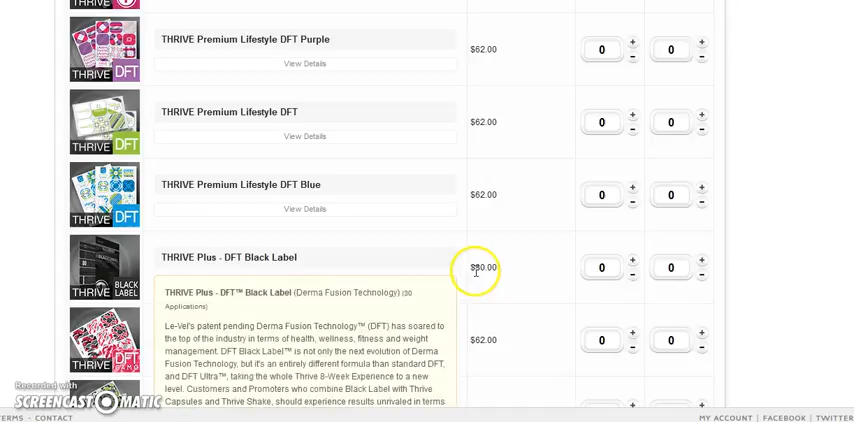 THRIVE Premium Lifestyle DFT Purple
$62.00
0 + - 0 + -
View Details
THRIVE DFT
THRIVE Premium Lifestyle DFT
$62.00
0 + - 0 + -
View Details
THRIVE DFT
THRIVE Premium Lifestyle DFT Blue
$62.00
0 + - 0 + -
View Details
THRIVE DFT
THRIVE Plus - DFT Black Label
0 + - 0 + -
THRIVE BLACK LABEL
THRIVE Plus - DFT™ Black Label (Derma Fusion Technology) (30
Applications)
Le-Vel's patent pending Derma Fusion Technology™ (DFT) has soared to
the top of the industry in terms of health, wellness, fitness and weight
management. DFT Black Label™ is not only the next evolution of Derma
Fusion Technology, but it's an entirely different formula than standard DFT,
and DFT Ultra™, taking the whole Thrive 8-Week Experience to a new
level. Customers and Promoters who combine Black Label with Thrive
Capsules and Thrive Shake, should experience results unrivaled in terms
$62.00
0 + - 0 + -
THRIVE DFT CAMO
Recorded with
SCREENCAST-O-MATIC
TERMS - CONTACT
MY ACCOUNT | FACEBOOK | TWITTER